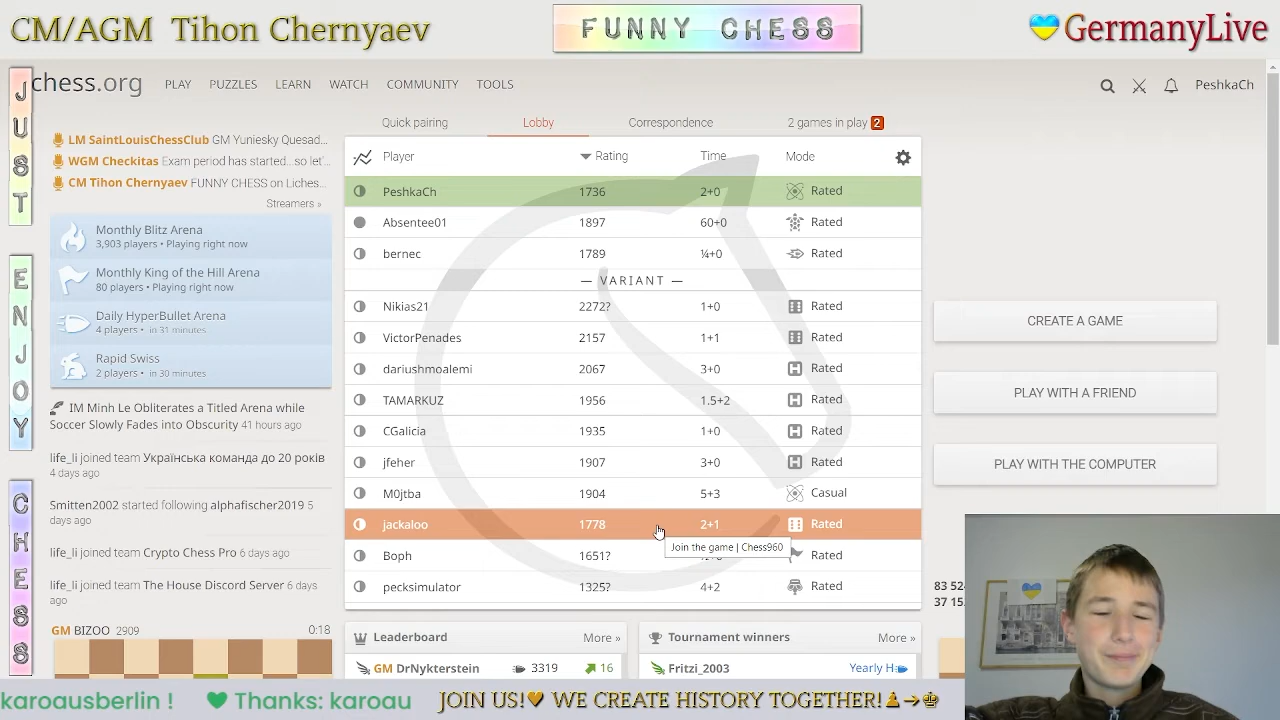 CM/AGM Tihon Chernyaev
FUNNY CHESS
GermanyLive
JUST
ENJOY
CHESS
chess.org
PLAY PUZZLES LEARN WATCH COMMUNITY TOOLS
PeshkaCh
LM SaintLouisChessClub GM Yuniesky Quesad...
WGM Checkitas Exam period has started...so let'...
CM Tihon Chernyaev FUNNY CHESS on Liches...
Streamers »
Monthly Blitz Arena
3,903 players • Playing right now
Monthly King of the Hill Arena
80 players • Playing right now
Daily HyperBullet Arena
4 players • in 31 minutes
Rapid Swiss
2 players • in 30 minutes
IM Minh Le Obliterates a Titled Arena while
Soccer Slowly Fades into Obscurity 41 hours ago
life_li joined team Українська команда до 20 років
4 days ago
Smitten2002 started following alphafischer2019 5
days ago
life_li joined team Crypto Chess Pro 6 days ago
life_li joined team The House Discord Server 6 days
ago
GM BIZOO 2909 0:18
Quick pairing Lobby Correspondence 2 games in play 2
Player Rating Time Mode
PeshkaCh 1736 2+0 Rated
Absentee01 1897 60+0 Rated
bernec 1789 ¼+0 Rated
— VARIANT —
Nikias21 2272? 1+0 Rated
VictorPenades 2157 1+1 Rated
dariushmoalemi 2067 3+0 Rated
TAMARKUZ 1956 1.5+2 Rated
CGalicia 1935 1+0 Rated
jfeher 1907 3+0 Rated
M0jtba 1904 5+3 Casual
jackaloo 1778 2+1 Rated
Join the game | Chess960
Boph 1651? Rated
pecksimulator 1325? 4+2 Rated
CREATE A GAME
PLAY WITH A FRIEND
PLAY WITH THE COMPUTER
83 52
37 15
Leaderboard More »
GM DrNykterstein 3319 16
Tournament winners More »
Fritzi_2003 Yearly H
karoausberlin ! Thanks: karoau
JOIN US! WE CREATE HISTORY TOGETHER!